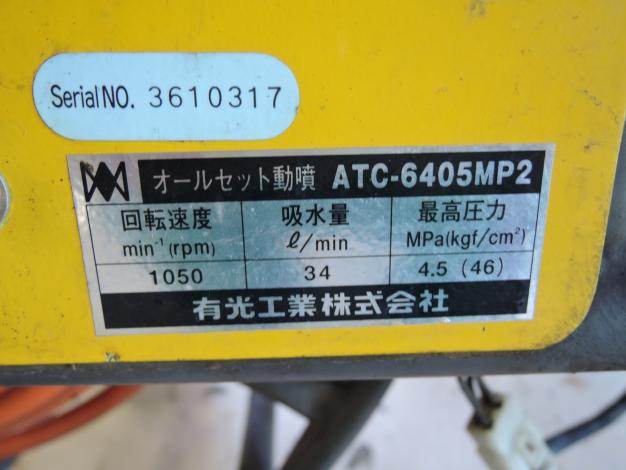 Serial NO. 3610317
オールセット動噴 ATC-6405MP2
回転速度 吸水量 最高圧力
min⁻¹(rpm) ℓ/min MPa(kgf/cm²)
1050 34 4.5 (46)
有光工業株式会社